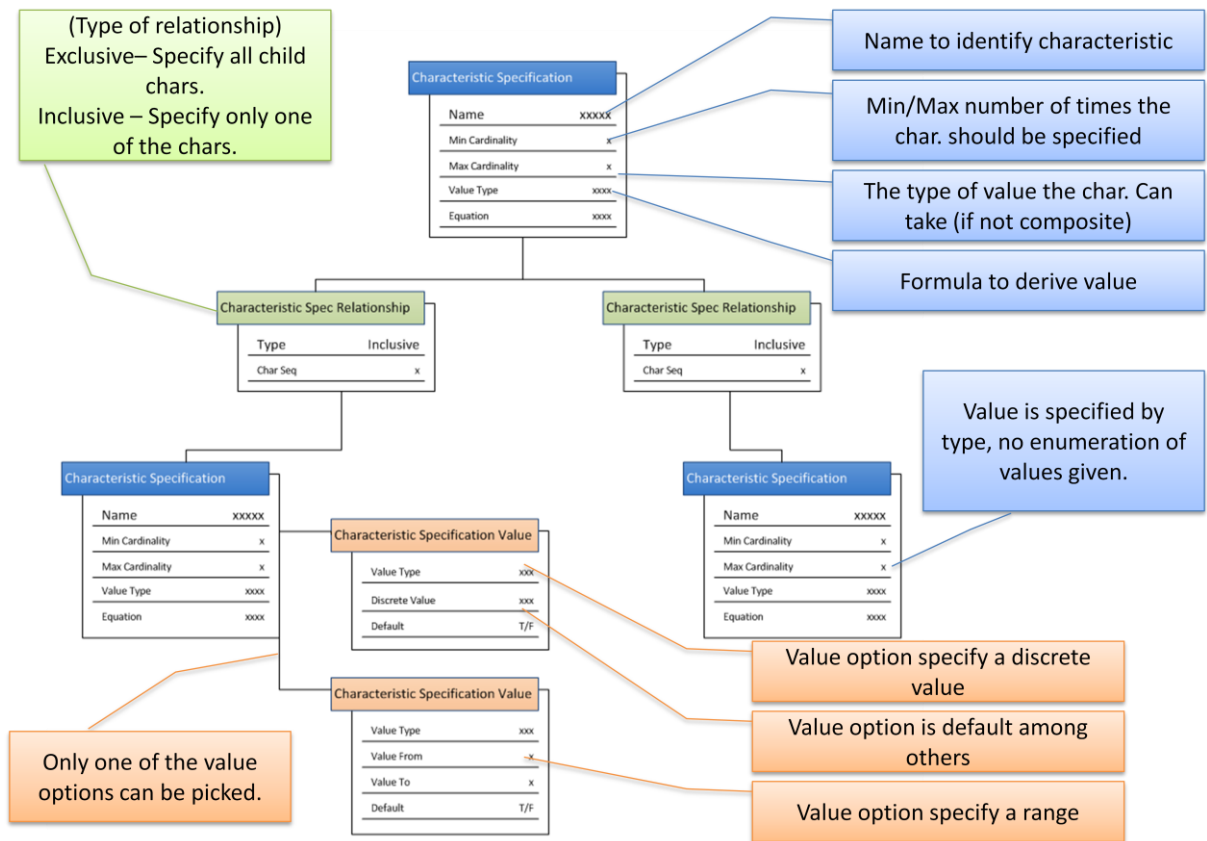 (Type of relationship)
Exclusive– Specify all child
chars.
Inclusive – Specify only one
of the chars.
Characteristic Specification
Name xxxxx
Min Cardinality x
Max Cardinality x
Value Type xxxx
Equation xxxx
Name to identify characteristic
Min/Max number of times the
char. should be specified
The type of value the char. Can
take (if not composite)
Formula to derive value
Characteristic Spec Relationship
Type Inclusive
Char Seq x
Characteristic Spec Relationship
Type Inclusive
Char Seq x
Value is specified by
type, no enumeration of
values given.
Characteristic Specification
Name xxxxx
Min Cardinality x
Max Cardinality x
Value Type xxxx
Equation xxxx
Characteristic Specification Value
Value Type xxx
Discrete Value xxx
Default T/F
Characteristic Specification
Name xxxxx
Min Cardinality x
Max Cardinality x
Value Type xxxx
Equation xxxx
Characteristic Specification Value
Value Type xxx
Value From x
Value To x
Default T/F
Only one of the value
options can be picked.
Value option specify a discrete
value
Value option is default among
others
Value option specify a range